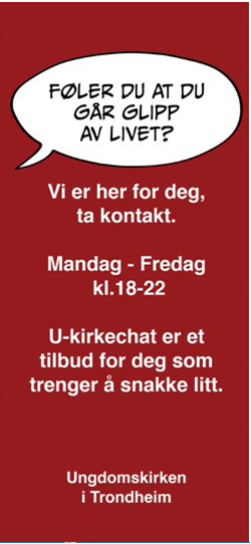 FØLER DU AT DU
GÅR GLIPP
AV LIVET?
Vi er her for deg,
ta kontakt.
Mandag - Fredag
kl.18-22
U-kirkechat er et
tilbud for deg som
trenger å snakke litt.
Ungdomskirken
i Trondheim